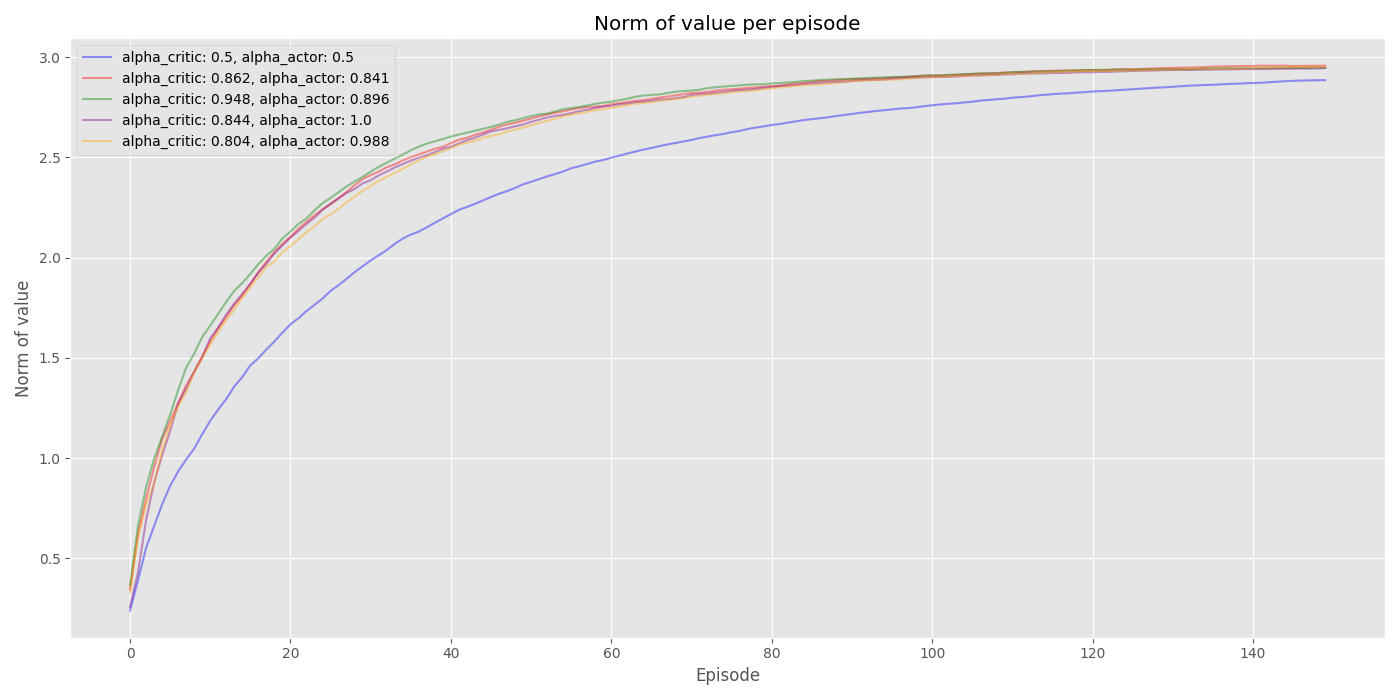 Norm of value per episode
alpha_critic: 0.5, alpha_actor: 0.5
alpha_critic: 0.862, alpha_actor: 0.841
alpha_critic: 0.948, alpha_actor: 0.896
alpha_critic: 0.844, alpha_actor: 1.0
alpha_critic: 0.804, alpha_actor: 0.988
3.0
2.5
2.0
1.5
1.0
0.5
Norm of value
0 20 40 60 80 100 120 140
Episode